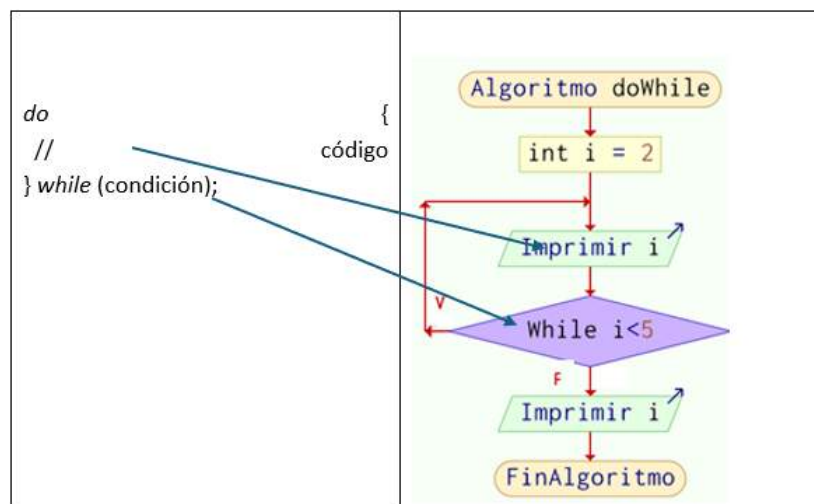 do {
// código
} while (condición);
Algoritmo doWhile
int i = 2
Imprimir i
V
While i<5
F
Imprimir i
FinAlgoritmo